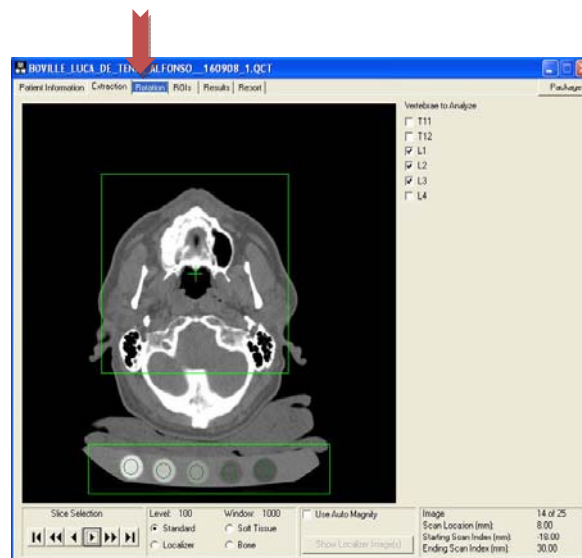 BOVILLE_LUCA_DE_TENA_ALFONSO__160908_1.QCT
Patient Information Extraction Rotation ROIs Results Report Package
Vertebrae to Analyze
T11
T12
L1
L2
L3
L4
Slice Selection
Level: 100 Window: 1000
Standard Soft Tissue
Localizer Bone
Use Auto Magnify
Show Localizer Image(s)
Image 14 of 25
Scan Location (mm): 8.00
Starting Scan Index (mm): -18.00
Ending Scan Index (mm): 30.00